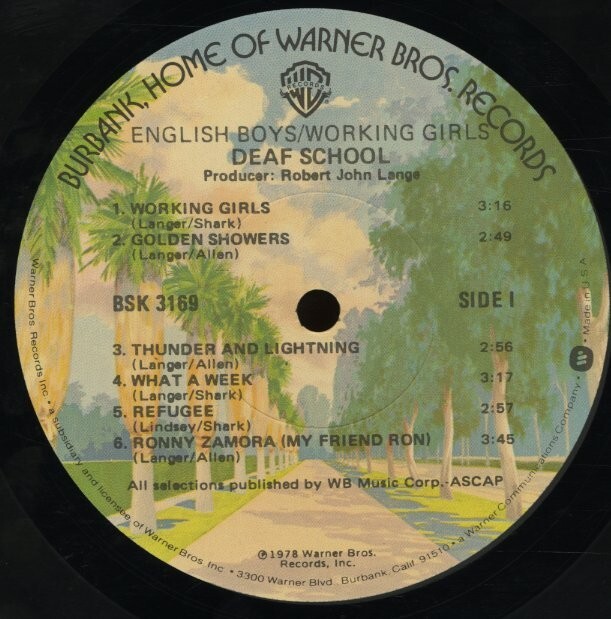 BURBANK, HOME OF WARNER BROS. RECORDS
WB
RECORDS
ENGLISH BOYS/WORKING GIRLS
DEAF SCHOOL
Producer: Robert John Lange
1. WORKING GIRLS 3:16
(Langer/Shark)
2. GOLDEN SHOWERS 2:49
(Langer/Allen)
BSK 3169 SIDE I
3. THUNDER AND LIGHTNING 2:56
(Langer/Allen)
4. WHAT A WEEK 3:17
(Langer/Shark)
5. REFUGEE 2:57
(Lindsey/Shark)
6. RONNY ZAMORA (MY FRIEND RON) 3:45
(Langer/Allen)
All selections published by WB Music Corp.-ASCAP
℗1978 Warner Bros.
Records, Inc.
Warner Bros. Records Inc. • a subsidiary and licensee of Warner Bros. Inc. • 3300 Warner Blvd., Burbank, Calif. 91510 • a Warner Communications Company. • Made in U.S.A.